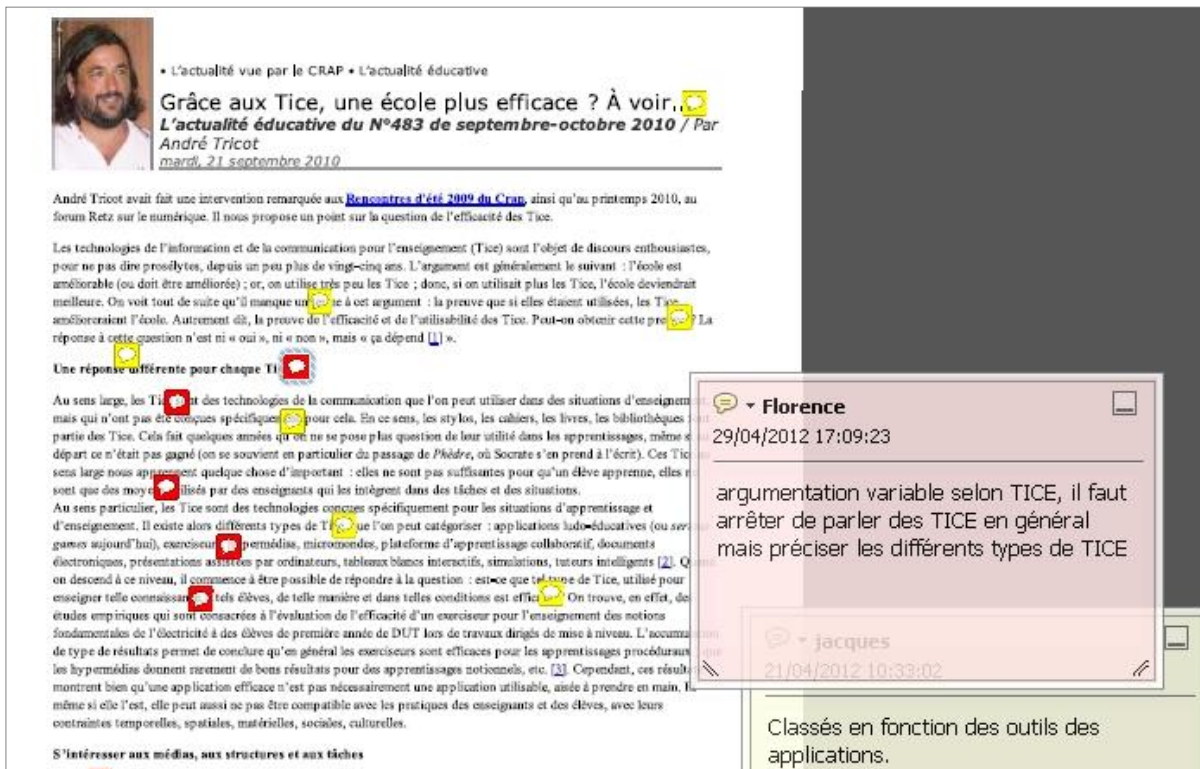 • L'actualité vue par le CRAP • L'actualité éducative
Grâce aux Tice, une école plus efficace ? À voir..
L'actualité éducative du N°483 de septembre-octobre 2010 / Par
André Tricot
mardi, 21 septembre 2010
André Tricot avait fait une intervention remarquée aux Rencontres d'été 2009 du Crap, ainsi qu'au printemps 2010, au
forum Retz sur le numérique. Il nous propose un point sur la question de l'efficacité des Tice.
Les technologies de l'information et de la communication pour l'enseignement (Tice) sont l'objet de discours enthousiastes,
pour ne pas dire prosélytes, depuis un peu plus de vingt-cinq ans. L'argument est généralement le suivant : l'école est
améliorable (ou doit être améliorée) ; or, on utilise très peu les Tice ; donc, si on utilisait plus les Tice, l'école deviendrait
meilleure. On voit tout de suite qu'il manque à cet argument : la preuve que si elles étaient utilisées, les Tice
amélioreraient l'école. Autrement dit, la preuve de l'efficacité et de l'utilisabilité des Tice. Peut-on obtenir cette ? La
réponse à cette question n'est ni « oui », ni « non », mais « ça dépend [1] ».
Une réponse différente pour chaque
Au sens large, les des technologies de la communication que l'on peut utiliser dans des situations
mais qui n'ont pas été conçues pour cela. En ce sens, les stylos, les cahiers, les livres, les bibliothèques
partie des Tice. Cela fait quelques années qu'on ne se pose plus question de leur utilité dans les apprentissages, même
départ ce n'était pas gagné (on se souvient en particulier du passage de Phèdre, où Socrate s'en prend à l'écrit). Ces
sens large nous apprennent quelque chose d'important : elles ne sont pas suffisantes pour qu'un élève apprenne, elles
sont que des par des enseignants qui les intègrent dans des tâches et des situations.
Au sens particulier, les Tice sont des technologies conçues spécifiquement pour les situations d'apprentissage et
d'enseignement. Il existe alors différents types de que l'on peut catégoriser : applications ludo-éducatives (ou
games aujourd'hui), micromondes, plateforme d'apprentissage collaboratif, documents
électroniques, présentations assistées par ordinateurs, tableaux blancs interactifs, simulations, tuteurs intelligents [2].
on descend à ce niveau, il commence à être possible de répondre à la question : est-ce que tel type de Tice, utilisé pour
enseigner telle tels élèves, de telle manière et dans telles conditions est On trouve, en effet,
études empiriques qui sont consacrées à l'évaluation de l'efficacité d'un exerciseur pour l'enseignement des notions
fondamentales de l'électricité à des élèves de première année de DUT lors de travaux dirigés de mise à niveau.
de type de résultats permet de conclure qu'en général les exerciseurs sont efficaces pour les apprentissages
les hypermédias donnent rarement de bons résultats pour des apprentissages notionnels, etc. [3]. Cependant, ces
montrent bien qu'une application efficace n'est pas nécessairement une application utilisable, aisée à prendre en main.
même si elle l'est, elle peut aussi ne pas être compatible avec les pratiques des enseignants et des élèves, avec leurs
contraintes temporelles, spatiales, matérielles, sociales, culturelles.
S'intéresser aux médias, aux structures et aux tâches
Florence
29/04/2012 17:09:23
argumentation variable selon TICE, il faut
arrêter de parler des TICE en général
mais préciser les différents types de TICE
jacques
21/04/2012 10:33:02
Classés en fonction des outils des
applications.